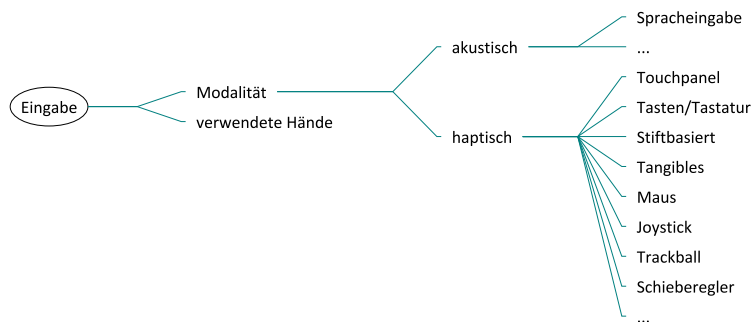 Eingabe
Modalität
verwendete Hände
akustisch
haptisch
Spracheingabe
...
Touchpanel
Tasten/Tastatur
Stiftbasiert
Tangibles
Maus
Joystick
Trackball
Schieberegler
...